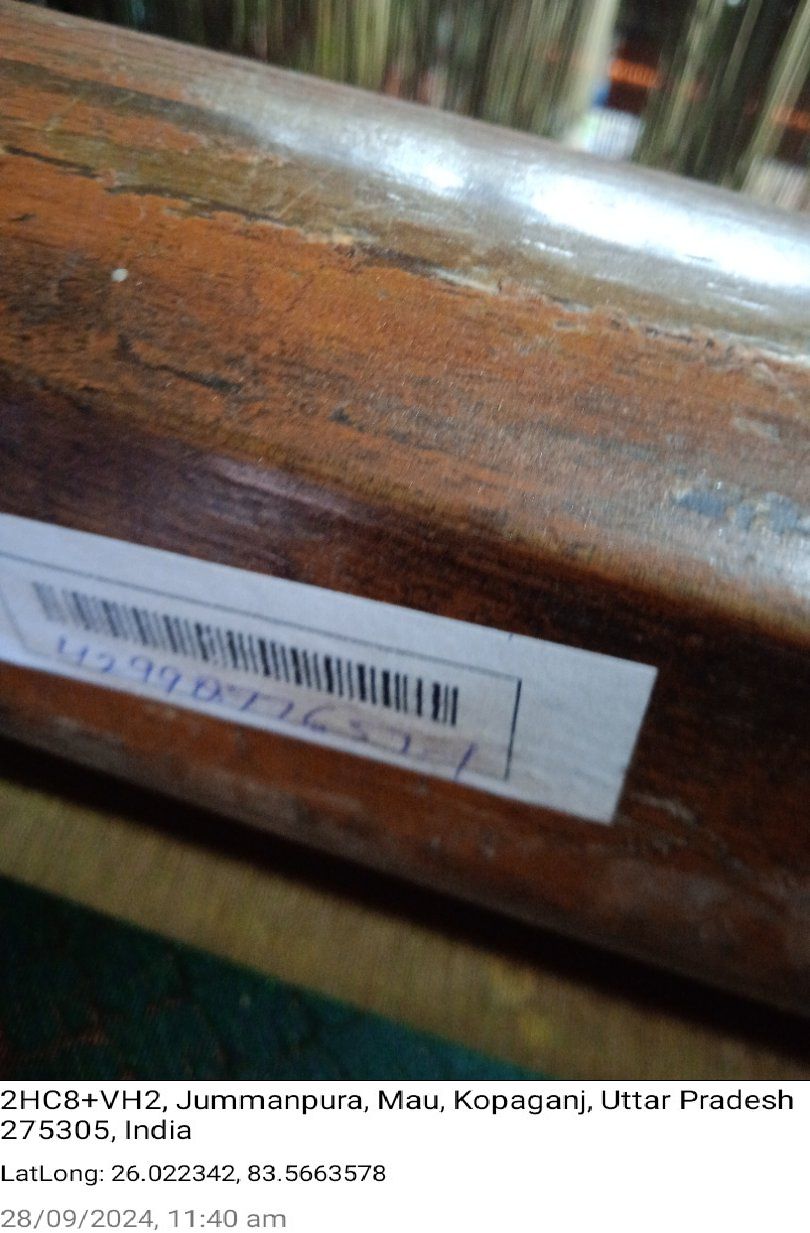 2HC8+VH2, Jummanpura, Mau, Kopaganj, Uttar Pradesh
275305, India
LatLong: 26.022342, 83.5663578
28/09/2024, 11:40 am